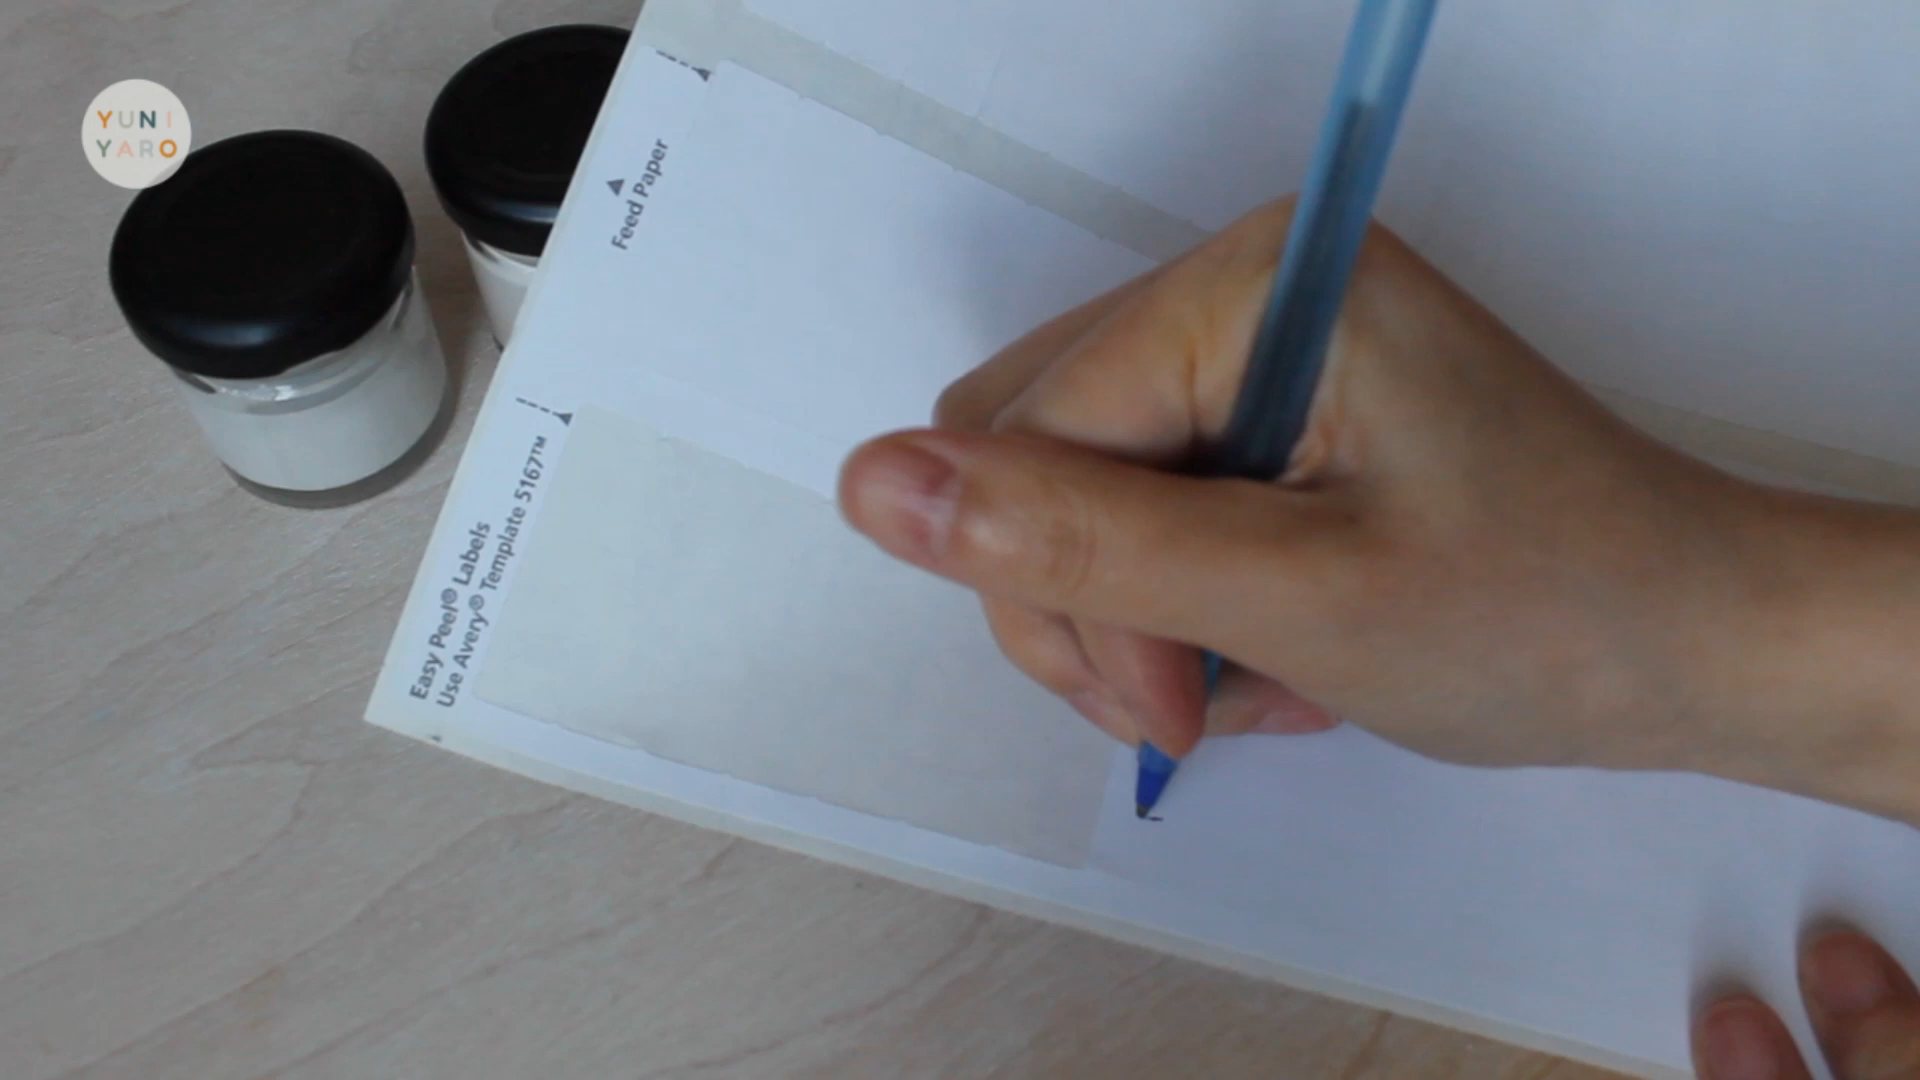 YUNI
YARO
Feed Paper
Easy Peel® Labels
Use Avery® Template 5167™